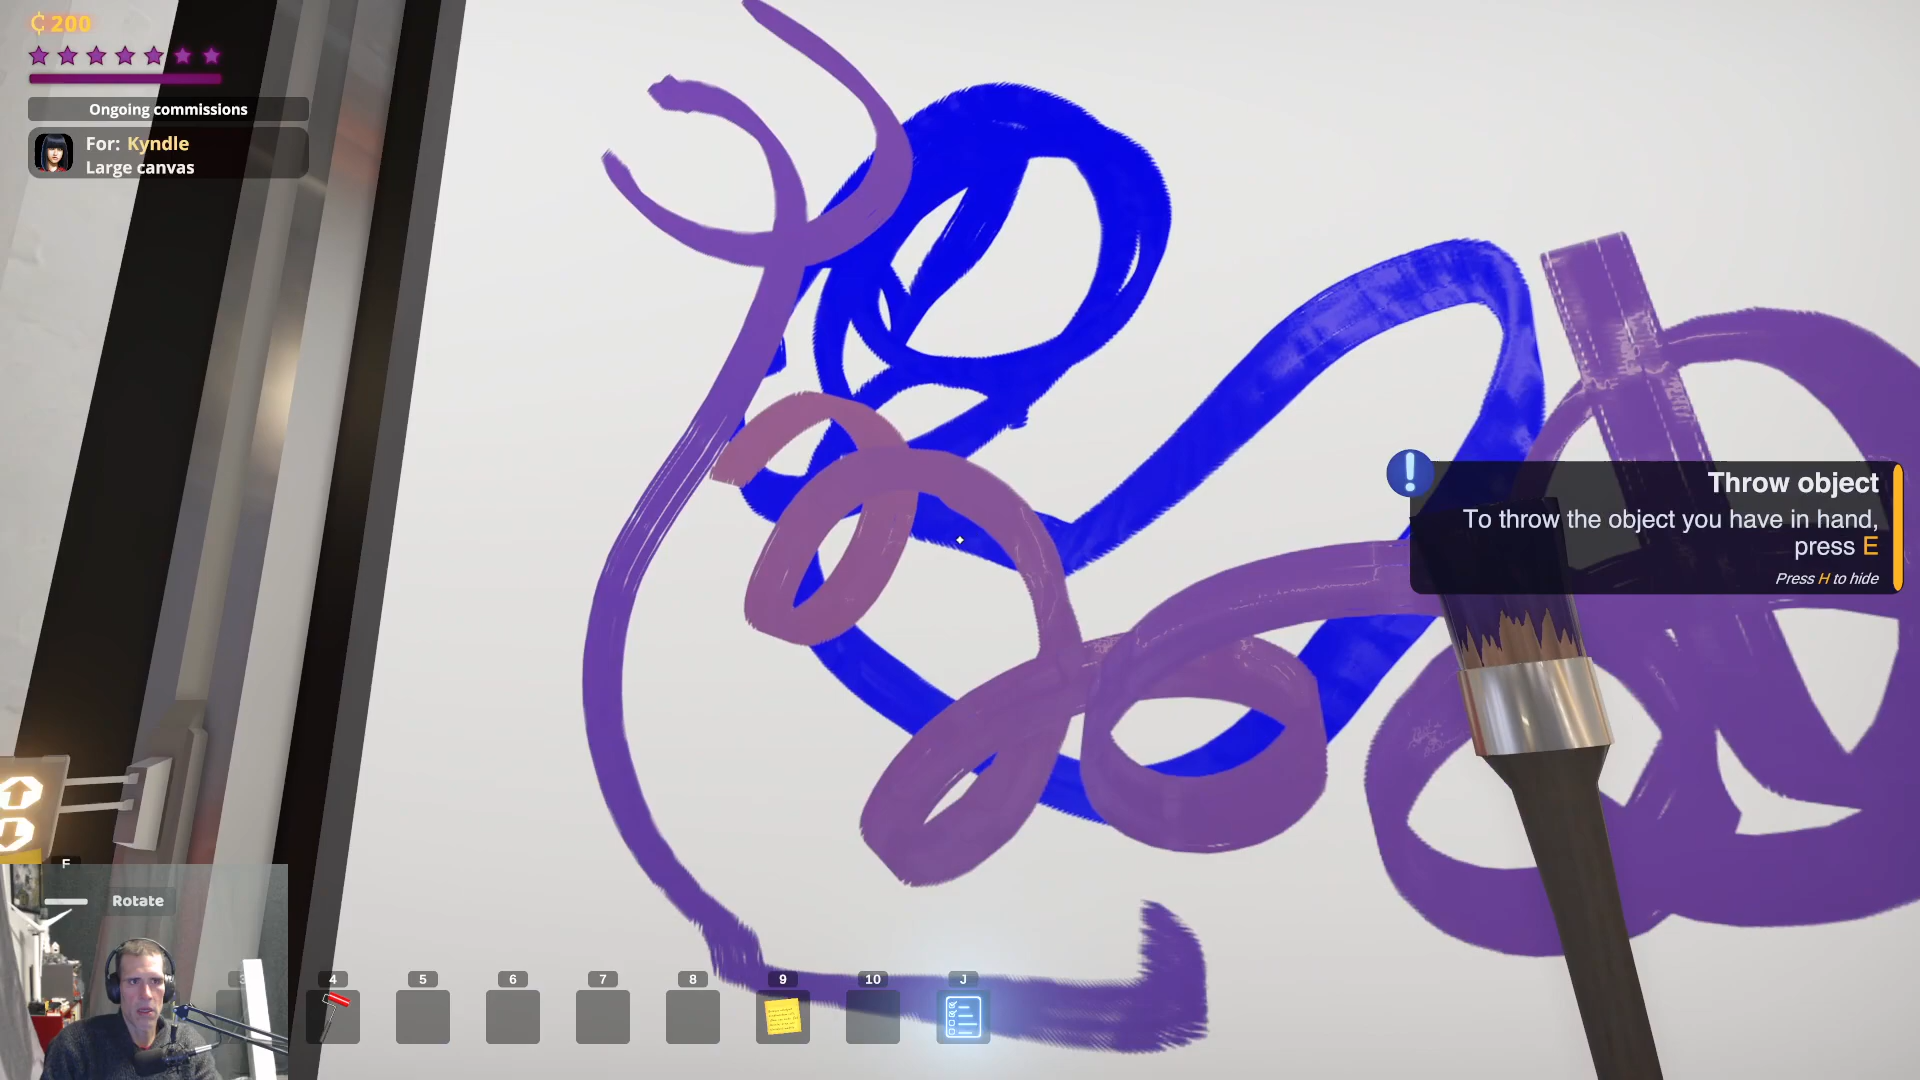 ₵ 200
Ongoing commissions
For: Kyndle
Large canvas
Throw object
To throw the object you have in hand,
press E
Press H to hide
F
Rotate
3
4
5
6
7
8
9
10
J